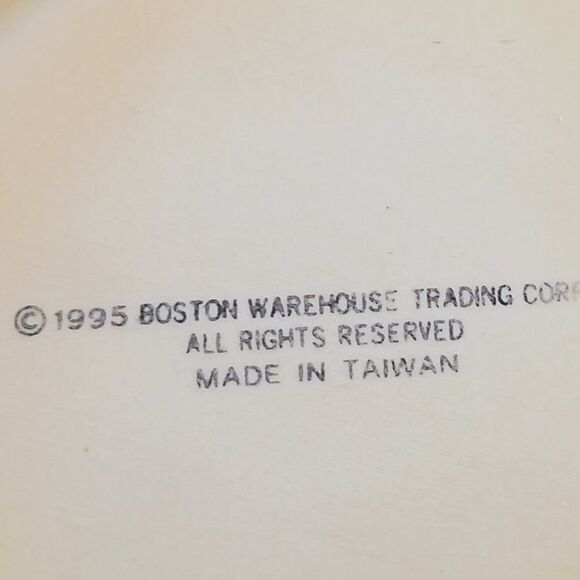 © 1995 BOSTON WAREHOUSE TRADING CORP
ALL RIGHTS RESERVED
MADE IN TAIWAN